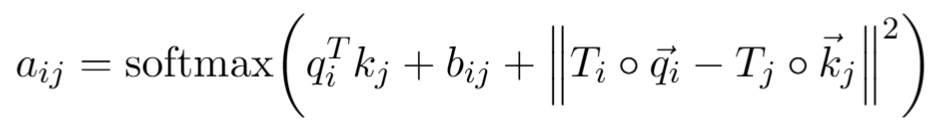 a_{ij} = \text{softmax}\left( q_i^T k_j + b_{ij} + \left\| T_i \circ \vec{q_i} - T_j \circ \vec{k}_j \right\|^2 \right)